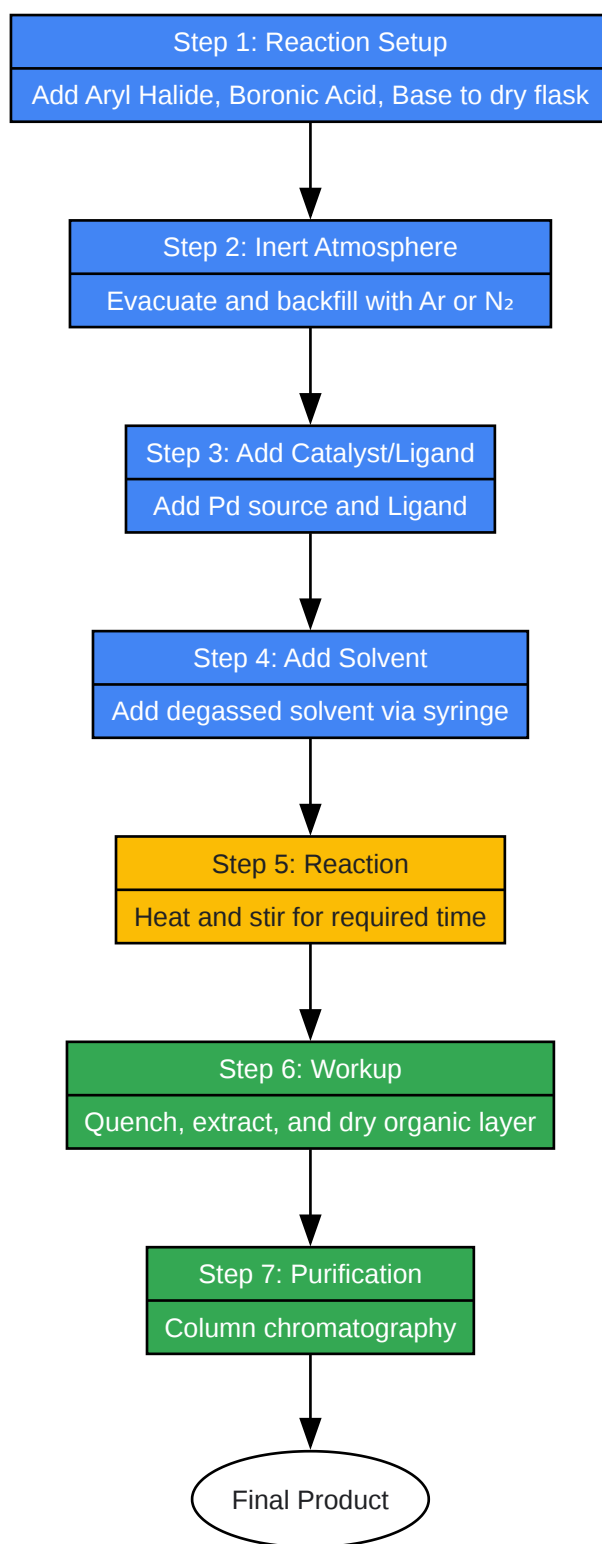 Step 1: Reaction Setup
Add Aryl Halide, Boronic Acid, Base to dry flask
Step 2: Inert Atmosphere
Evacuate and backfill with Ar or N₂
Step 3: Add Catalyst/Ligand
Add Pd source and Ligand
Step 4: Add Solvent
Add degassed solvent via syringe
Step 5: Reaction
Heat and stir for required time
Step 6: Workup
Quench, extract, and dry organic layer
Step 7: Purification
Column chromatography
Final Product